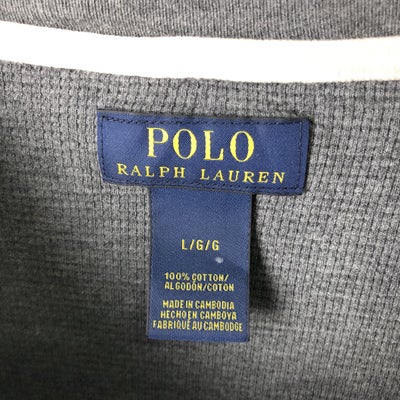 POLO
RALPH LAUREN
L/G/G
100% COTTON/
ALGODÓN/COTON
MADE IN CAMBODIA
HECHO EN CAMBOYA
FABRIQUÉ AU CAMBODGE